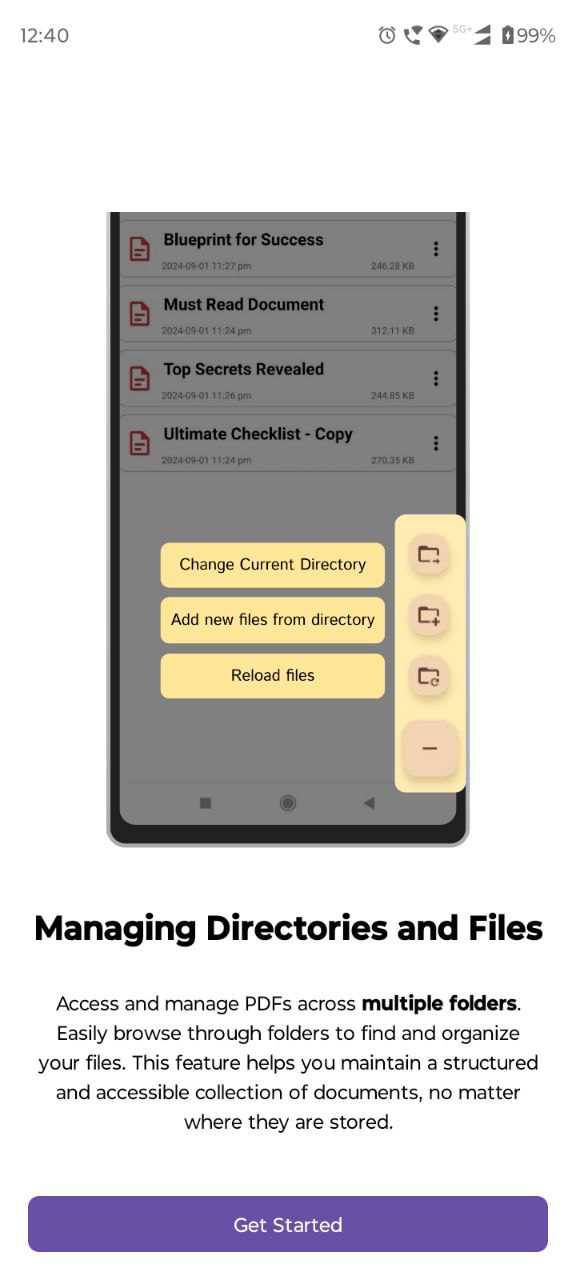 12:40
5G+
99%
Blueprint for Success
2024-09-01 11:27 pm
246.28 KB
Must Read Document
2024-09-01 11:24 pm
312.11 KB
Top Secrets Revealed
2024-09-01 11:26 pm
244.85 KB
Ultimate Checklist - Copy
2024-09-01 11:24 pm
270.35 KB
Change Current Directory
Add new files from directory
Reload files
Managing Directories and Files
Access and manage PDFs across multiple folders.
Easily browse through folders to find and organize
your files. This feature helps you maintain a structured
and accessible collection of documents, no matter
where they are stored.
Get Started